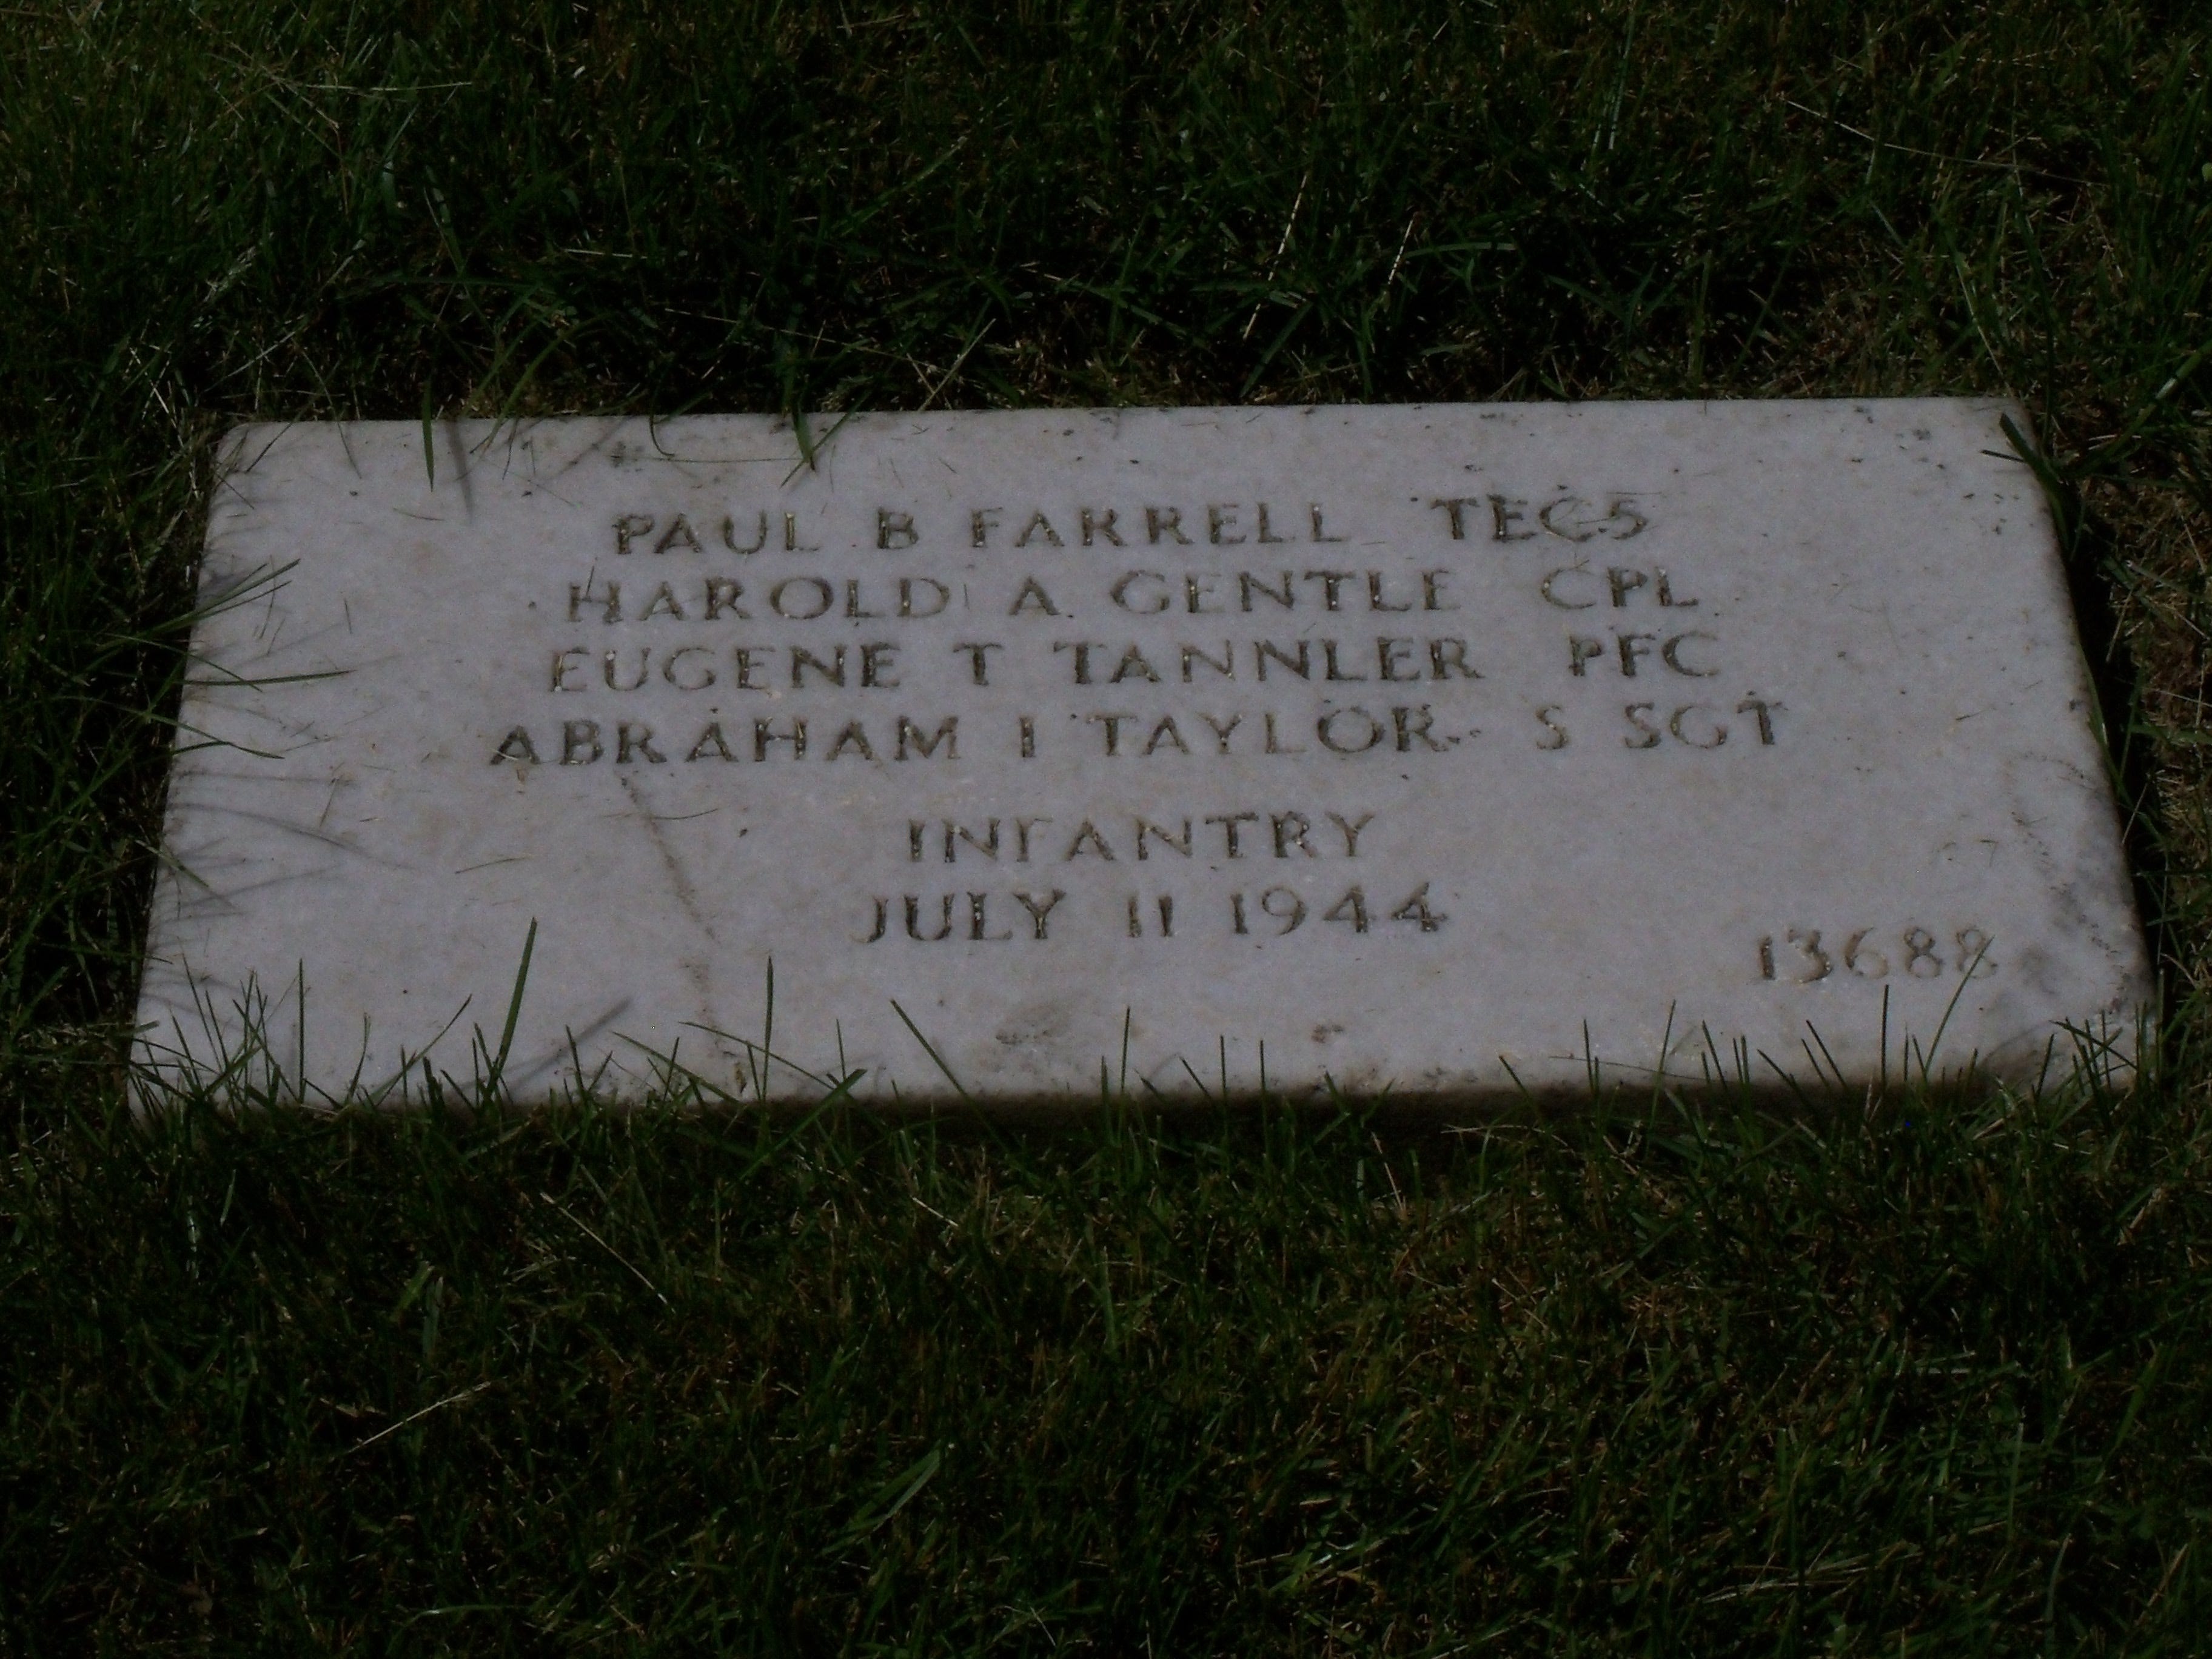 PAUL B FARRELL TEC5
HAROLD A GENTLE CPL
EUGENE T TANNLER PFC
ABRAHAM I TAYLOR S SGT
INFANTRY
JULY 11 1944
13688